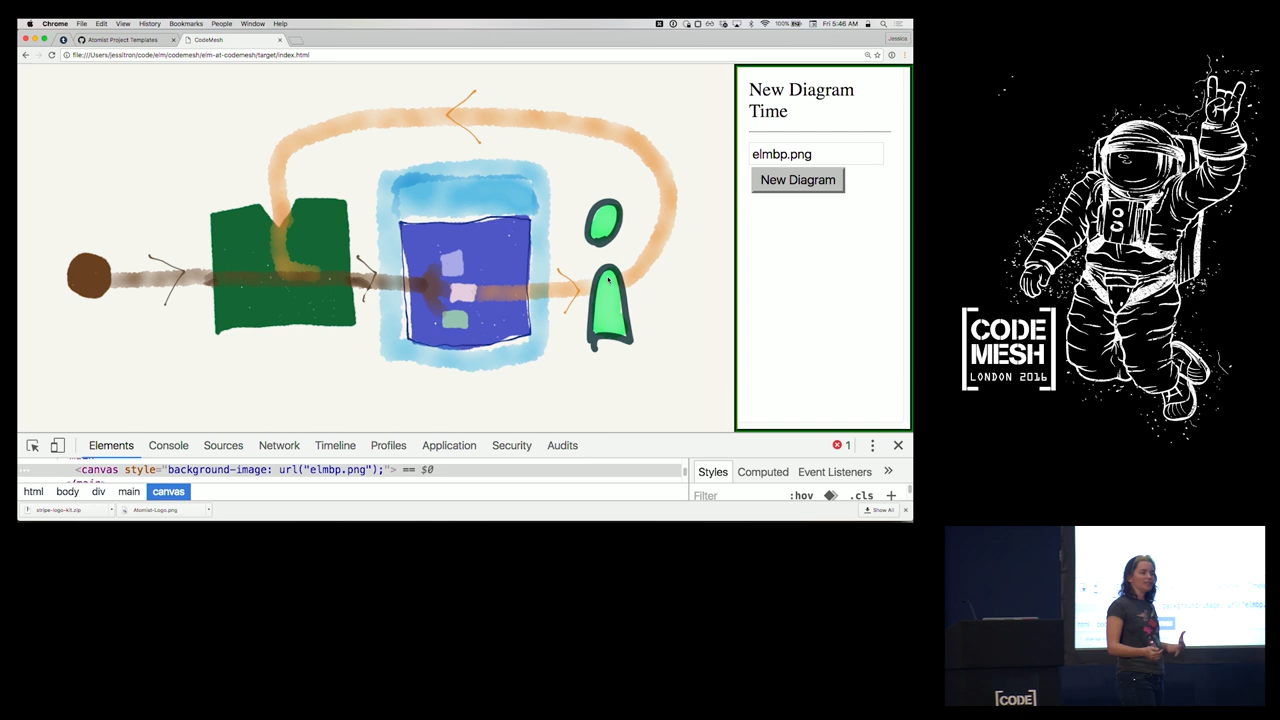 Chrome File Edit View History Bookmarks People Window Help
100% Fri 5:46 AM
Atomist Project Templates
CodeMesh
Jessica
file:///Users/jessitron/code/elm/codemesh/elm-at-codemesh/target/index.html
New Diagram
Time
elmbp.png
New Diagram
Elements Console Sources Network Timeline Profiles Application Security Audits
1
<canvas style="background-image: url("elmbp.png");"> == $0
html body div main canvas
Styles Computed Event Listeners
Filter :hov .cls
stripe-logo-kit.zip
Atomist-Logo.png
Show All
CODE
MESH
LONDON 2016
[CODE]